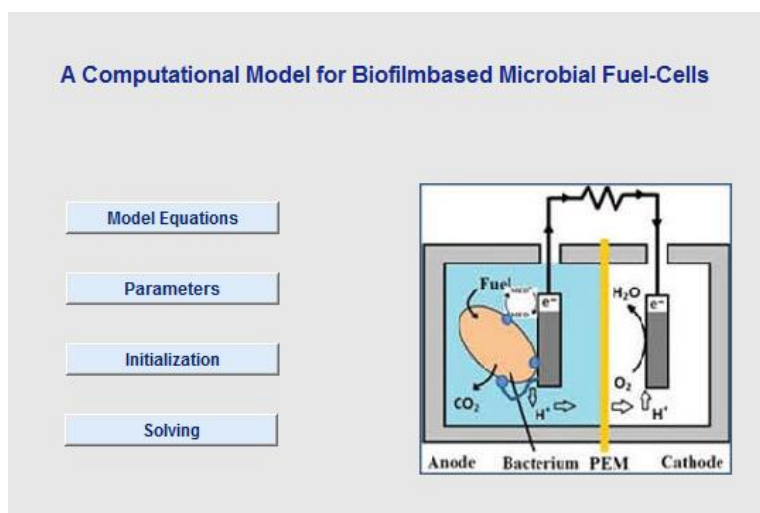 A Computational Model for Biofilmbased Microbial Fuel-Cells
Model Equations
Parameters
Initialization
Solving
Fuel
e⁻
H₂O
e⁻
CO₂
H⁺
O₂
H⁺
Anode Bacterium PEM Cathode